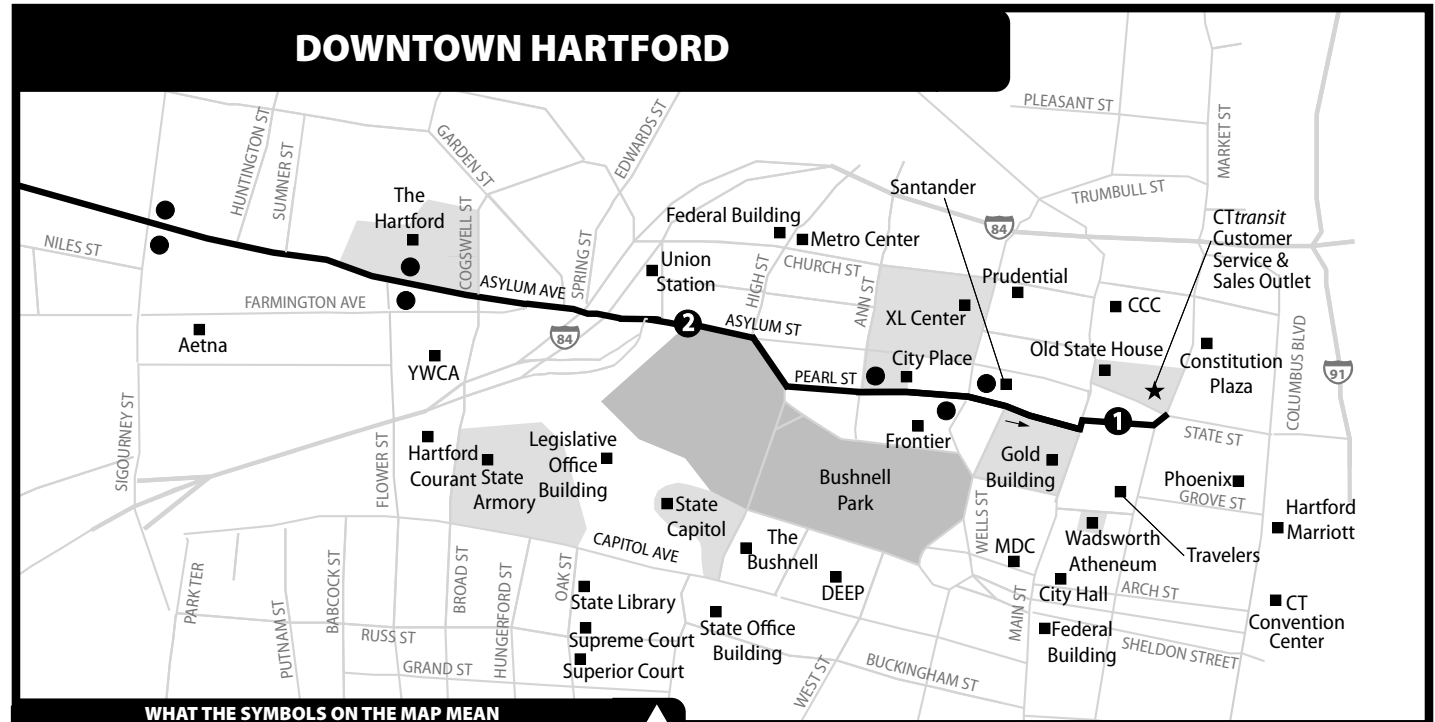 DOWNTOWN HARTFORD
PLEASANT ST
MARKET ST
HUNTINGTON ST
SUMNER ST
GARDEN ST
EDWARDS ST
TRUMBULL ST
Santander
The
Hartford
COGSWELL ST
Federal Building
Metro Center
84
CTtransit
Customer
Service &
Sales Outlet
NILES ST
SPRING ST
Union
Station
HIGH ST
CHURCH ST
ANN ST
Prudential
ASYLUM AVE
FARMINGTON AVE
XL Center
CCC
2
ASYLUM ST
84
Aetna
YWCA
City Place
Old State House
Constitution
Plaza
COLUMBUS BLVD
91
PEARL ST
1
SIGOURNEY ST
FLOWER ST
Hartford
Courant
State
Armory
Legislative
Office
Building
Frontier
Gold
Building
STATE ST
Bushnell
Park
Phoenix
GROVE ST
State
Capitol
WELLS ST
Hartford
Marriott
CAPITOL AVE
The
Bushnell
MDC
Wadsworth
Atheneum
Travelers
PARK TER
PUTNAM ST
BABCOCK ST
BROAD ST
HUNGERFORD ST
OAK ST
State Library
DEEP
City Hall
ARCH ST
MAIN ST
CT
Convention
Center
RUSS ST
Supreme Court
State Office
Building
Federal
Building
SHELDON STREET
GRAND ST
Superior Court
WEST ST
BUCKINGHAM ST
WHAT THE SYMBOLS ON THE MAP MEAN